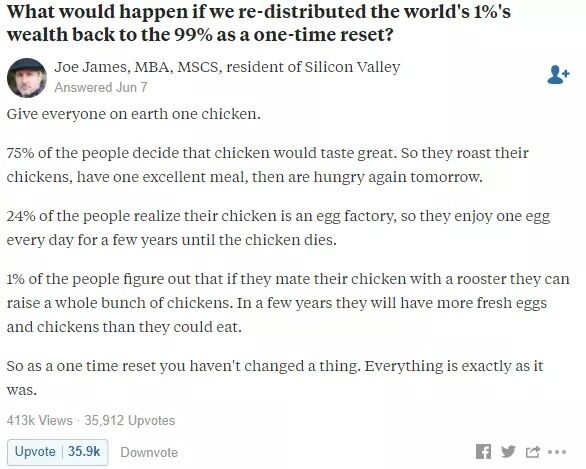 What would happen if we re-distributed the world's 1%'s
wealth back to the 99% as a one-time reset?
Joe James, MBA, MSCS, resident of Silicon Valley
Answered Jun 7
Give everyone on earth one chicken.
75% of the people decide that chicken would taste great. So they roast their
chickens, have one excellent meal, then are hungry again tomorrow.
24% of the people realize their chicken is an egg factory, so they enjoy one egg
every day for a few years until the chicken dies.
1% of the people figure out that if they mate their chicken with a rooster they can
raise a whole bunch of chickens. In a few years they will have more fresh eggs
and chickens than they could eat.
So as a one time reset you haven't changed a thing. Everything is exactly as it
was.
413k Views · 35,912 Upvotes
Upvote | 35.9k Downvote